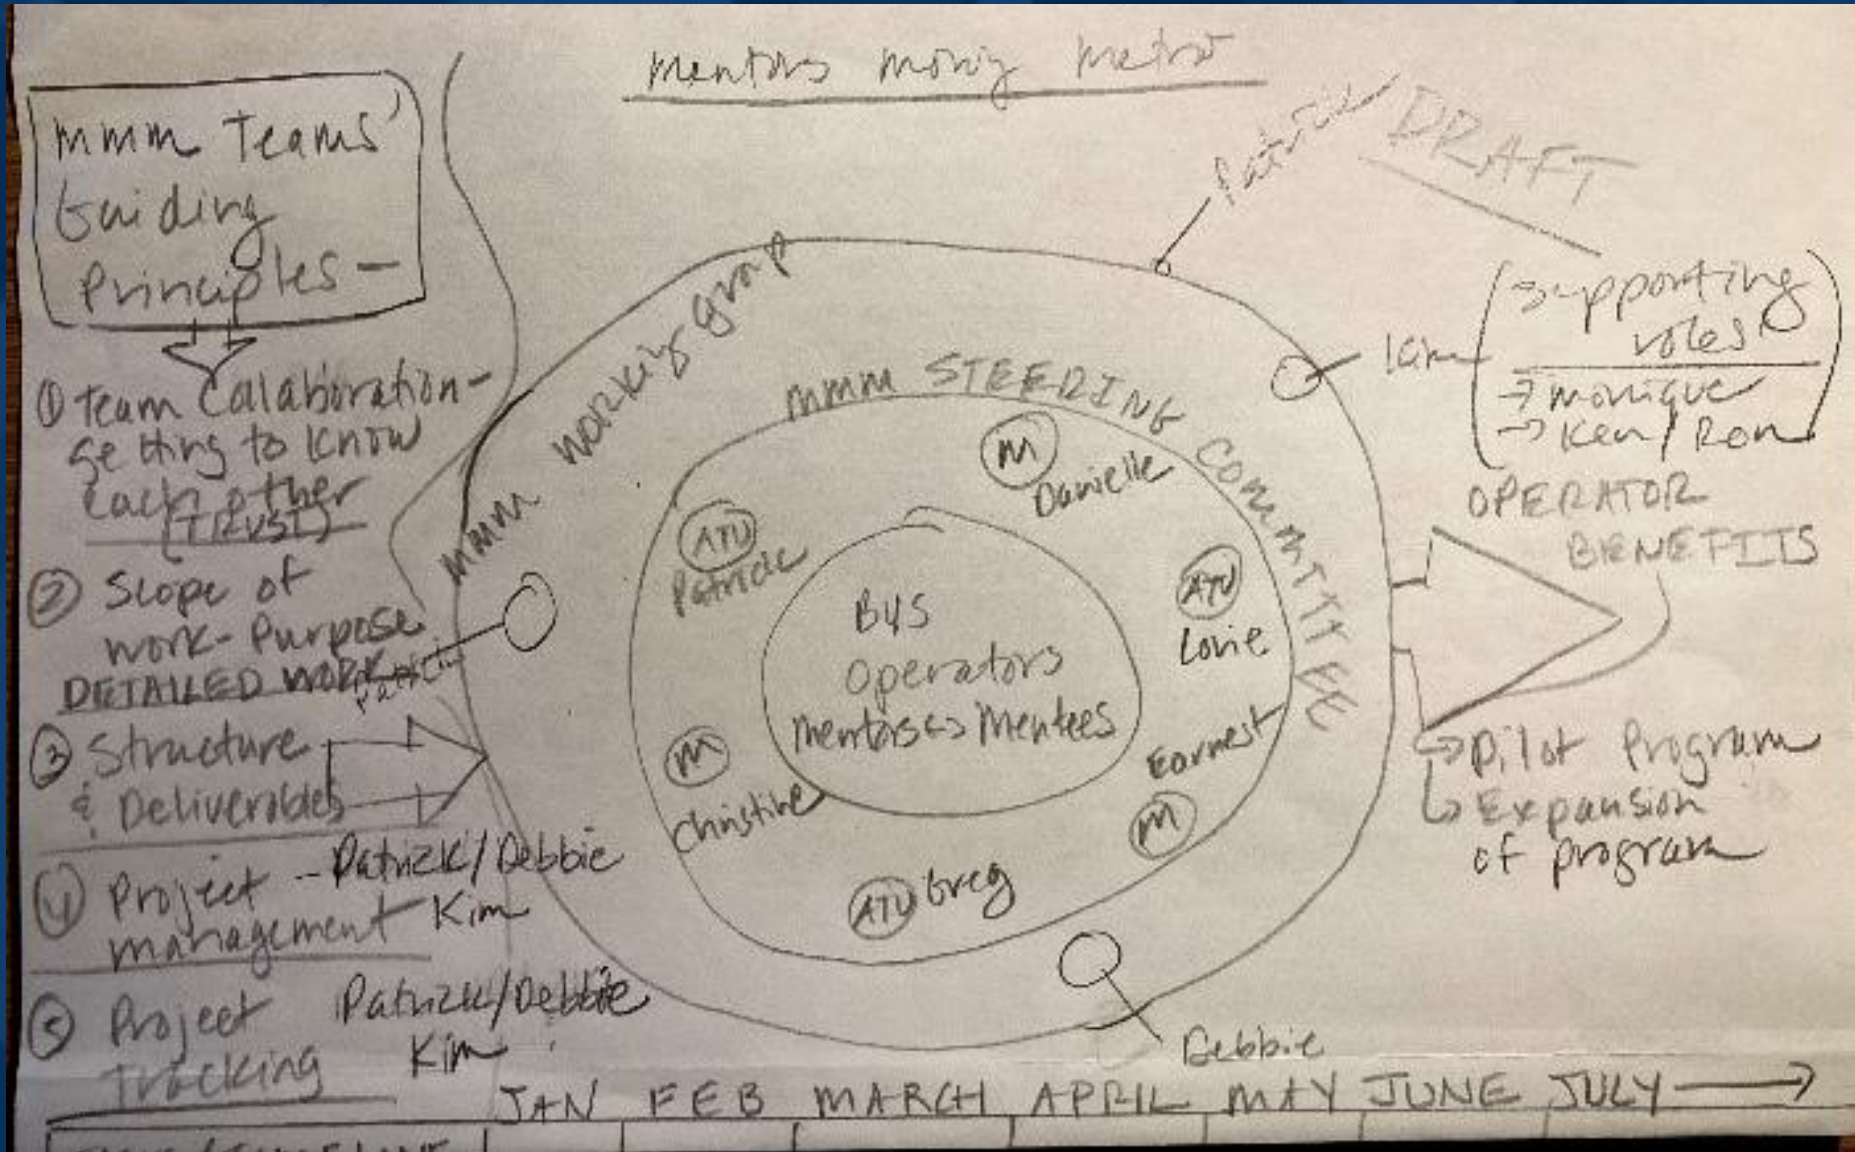 Mentors Moving Metro
DRAFT
MMM Teams'
Guiding
Principles -
① Team Collaboration -
getting to know
each other
(TRUST)
② Scope of
work - Purpose
DETAILED WORK
③ Structure
& Deliverables
④ Project - Patrick/Debbie
management Kim
⑤ Project Patrick/Debbie
Tracking Kim
MMM working group
MMM STEERING COMMITTEE
M
Danielle
ATU
Patrick
ATU
Lorie
Earnest
M
M
Christine
ATU Greg
Bus
Operators
Mentors <-> Mentees
Kim
Debbie
Supporting
roles
→ Monique
→ Ken/Ron
OPERATOR
BENEFITS
↳ Pilot Program
↳ Expansion
of program
JAN FEB MARCH APRIL MAY JUNE JULY →